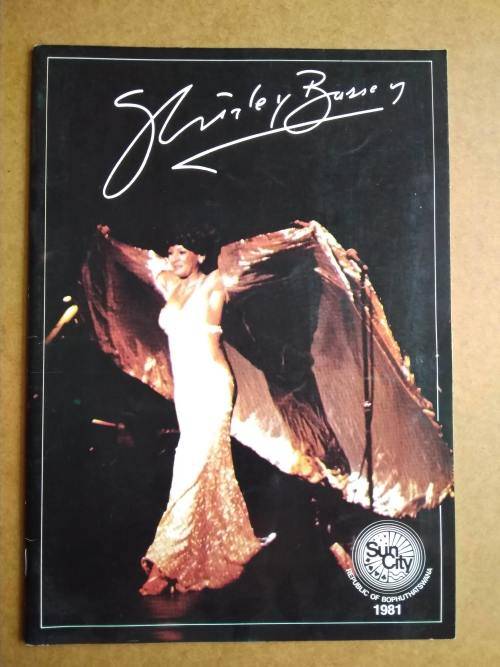 Shirley Bassey
Sun
City
REPUBLIC OF BOPHUTHATSWANA
1981